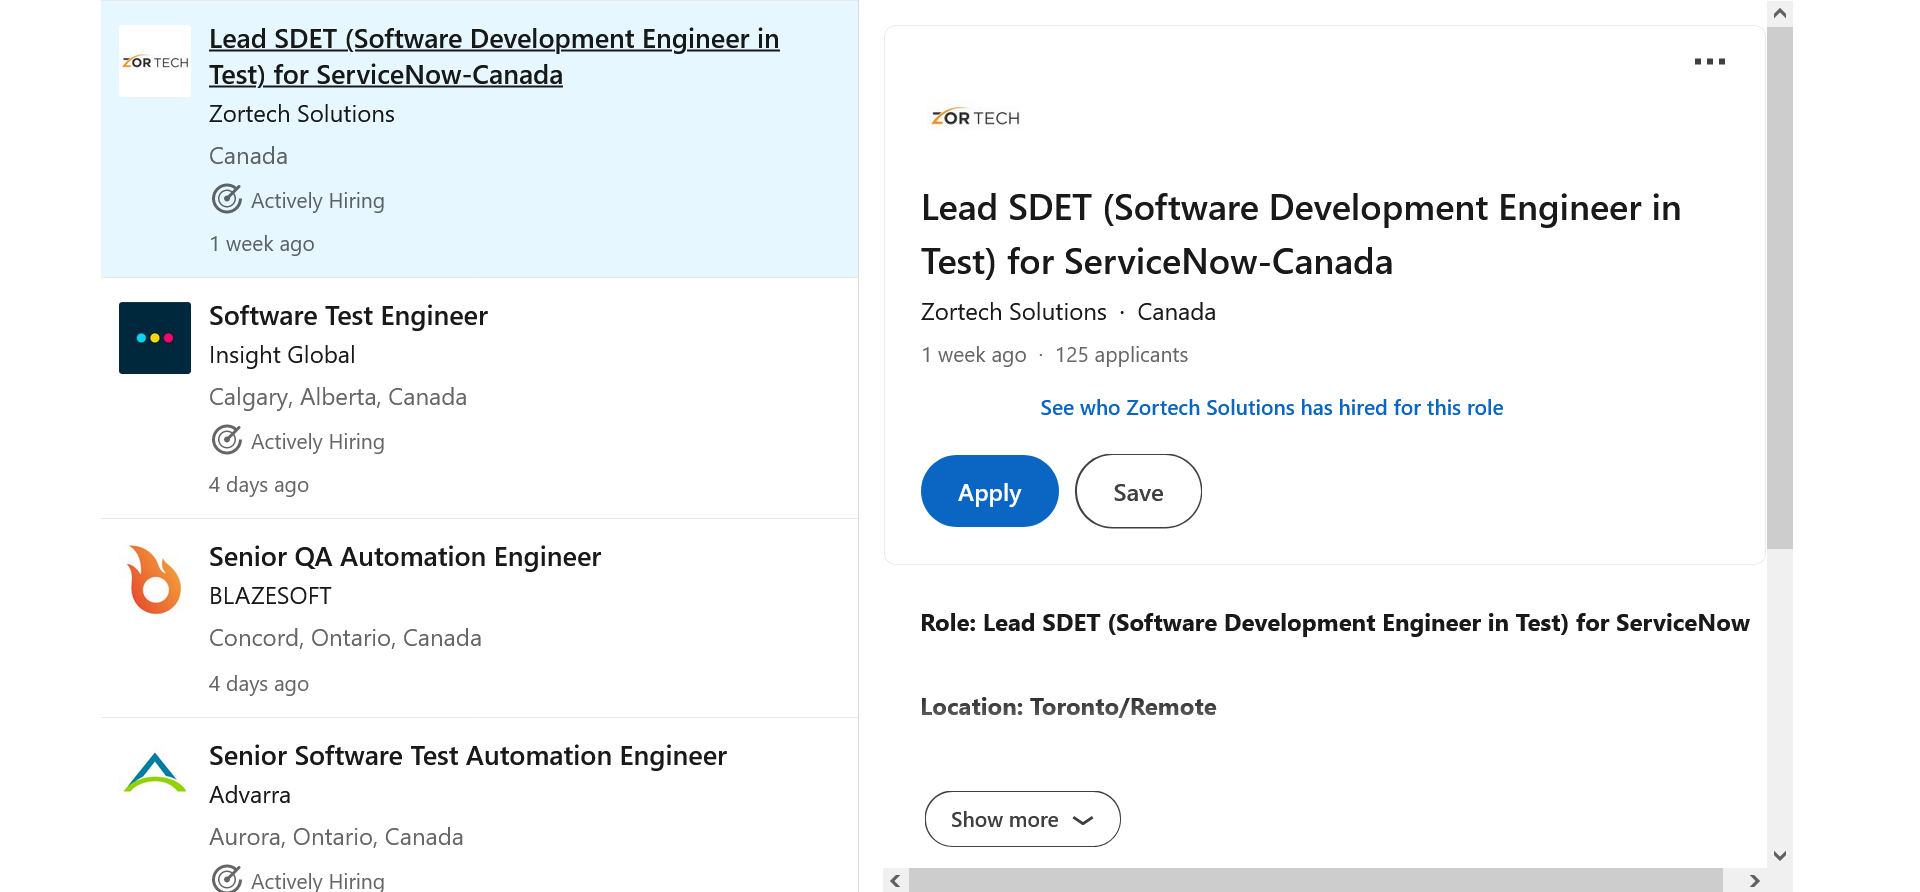 ZOR TECH
Lead SDET (Software Development Engineer in
Test) for ServiceNow-Canada
Zortech Solutions
Canada
Actively Hiring
1 week ago
Software Test Engineer
Insight Global
Calgary, Alberta, Canada
Actively Hiring
4 days ago
Senior QA Automation Engineer
BLAZESOFT
Concord, Ontario, Canada
4 days ago
Senior Software Test Automation Engineer
Advarra
Aurora, Ontario, Canada
Actively Hiring
ZOR TECH
Lead SDET (Software Development Engineer in
Test) for ServiceNow-Canada
Zortech Solutions · Canada
1 week ago · 125 applicants
See who Zortech Solutions has hired for this role
Apply Save
Role: Lead SDET (Software Development Engineer in Test) for ServiceNow
Location: Toronto/Remote
Show more